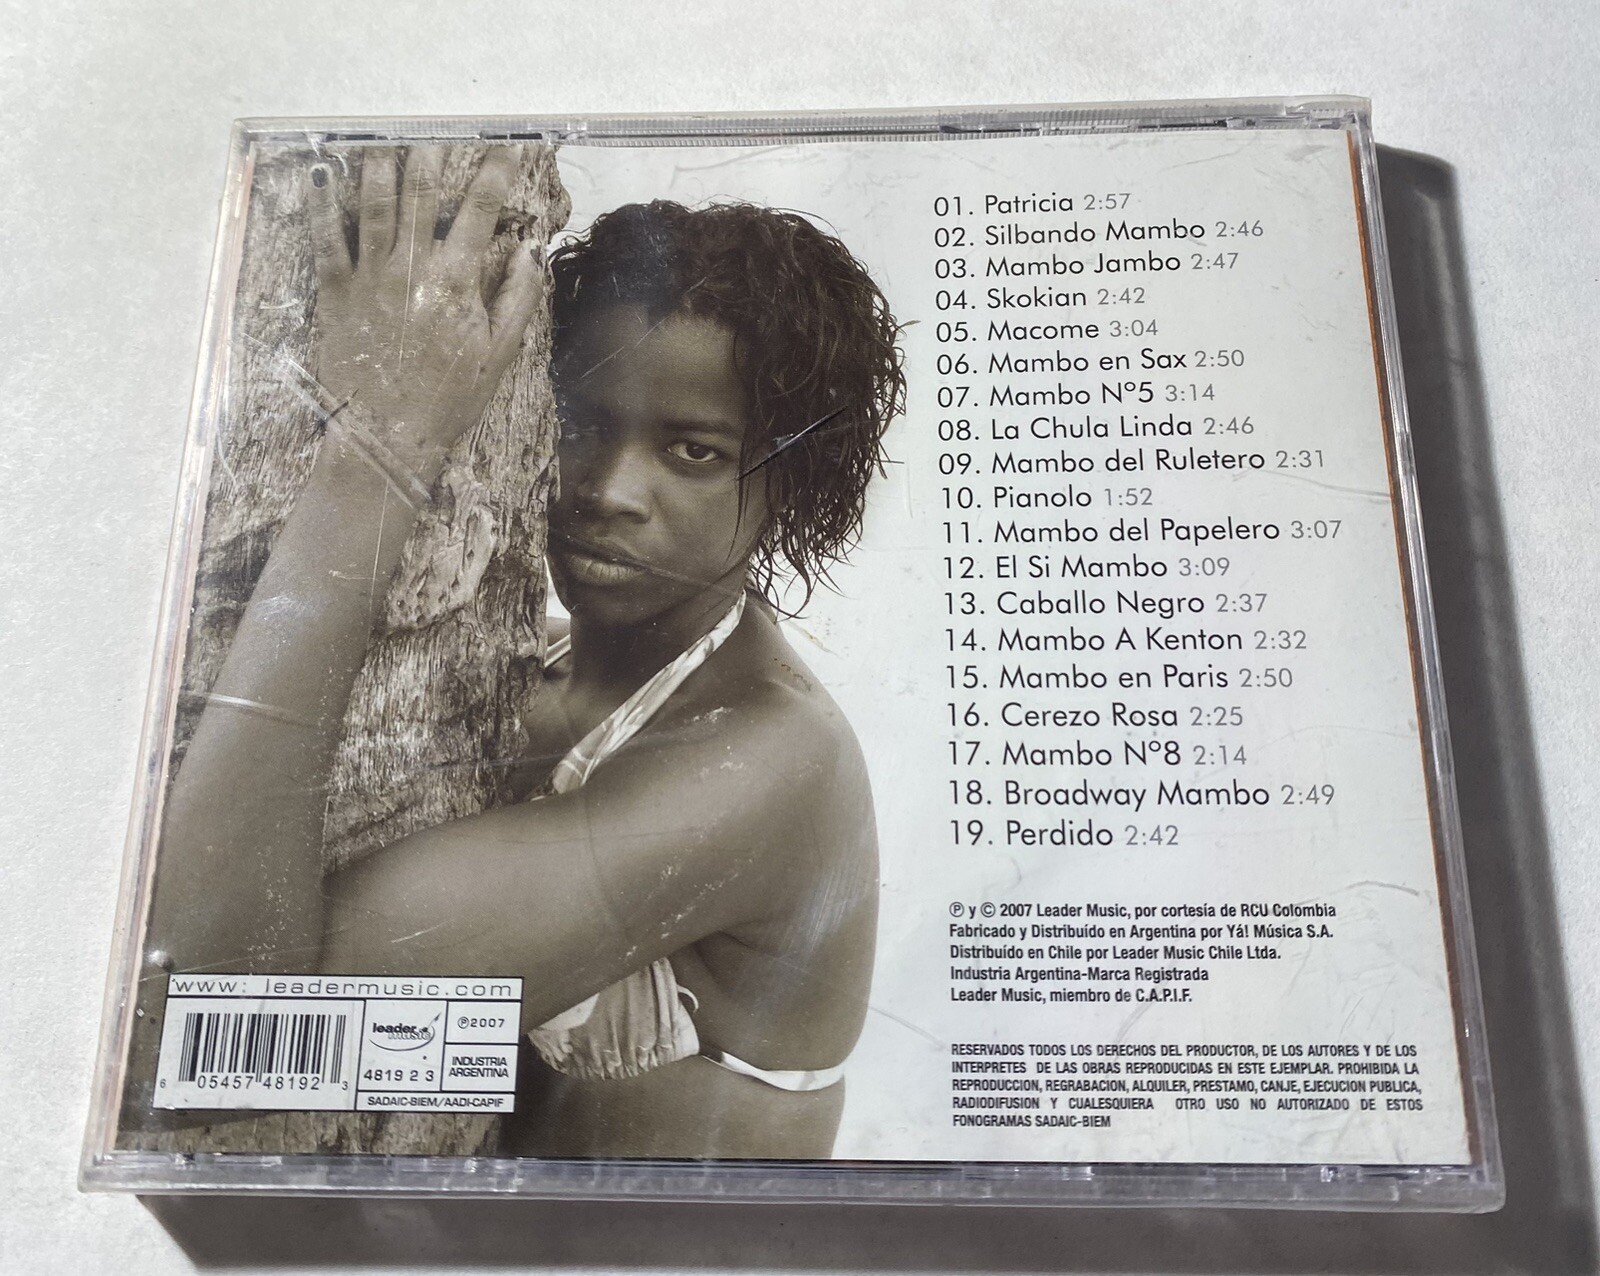 01. Patricia 2:57
02. Silbando Mambo 2:46
03. Mambo Jambo 2:47
04. Skokian 2:42
05. Macome 3:04
06. Mambo en Sax 2:50
07. Mambo Nº5 3:14
08. La Chula Linda 2:46
09. Mambo del Ruletero 2:31
10. Pianolo 1:52
11. Mambo del Papelero 3:07
12. El Si Mambo 3:09
13. Caballo Negro 2:37
14. Mambo A Kenton 2:32
15. Mambo en Paris 2:50
16. Cerezo Rosa 2:25
17. Mambo Nº8 2:14
18. Broadway Mambo 2:49
19. Perdido 2:42
℗ y © 2007 Leader Music, por cortesía de RCU Colombia
Fabricado y Distribuído en Argentina por Yá! Música S.A.
Distribuído en Chile por Leader Music Chile Ltda.
Industria Argentina-Marca Registrada
Leader Music, miembro de C.A.P.I.F.
RESERVADOS TODOS LOS DERECHOS DEL PRODUCTOR, DE LOS AUTORES Y DE LOS
INTERPRETES DE LAS OBRAS REPRODUCIDAS EN ESTE EJEMPLAR. PROHIBIDA LA
REPRODUCCION, REGRABACION, ALQUILER, PRESTAMO, CANJE, EJECUCION PUBLICA,
RADIODIFUSION Y CUALESQUIERA OTRO USO NO AUTORIZADO DE ESTOS
FONOGRAMAS SADAIC-BIEM
www: leadermusic.com
6 05457 48192 3
leader music
℗2007
4819 2 3
INDUSTRIA
ARGENTINA
SADAIC-BIEM/AADI-CAPIF